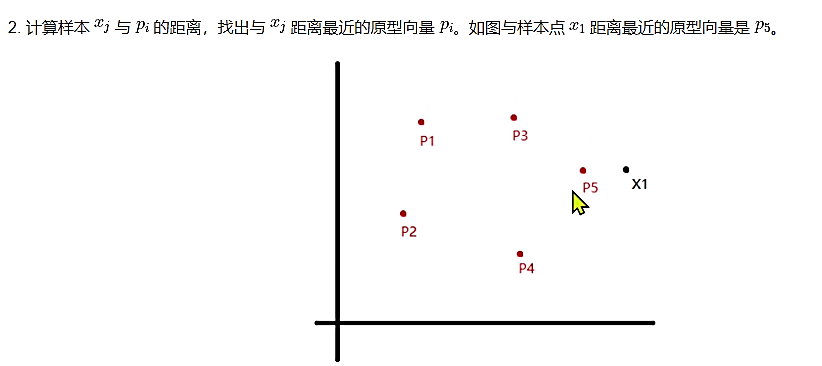 2. 计算样本 xⱼ 与 pᵢ 的距离，找出与 xⱼ 距离最近的原型向量 pᵢ。如图与样本点 x₁ 距离最近的原型向量是 p₅。
P1
P3
P5
X1
P2
P4